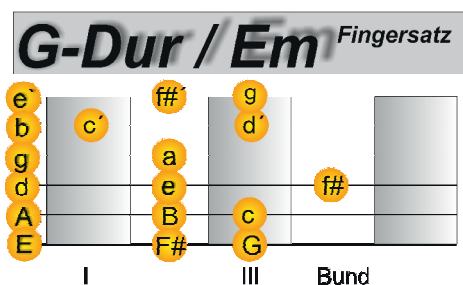 G-Dur / Em Fingersatz
e` f#´ g
b c´ d´
g a
d e f#
A B c
E F# G
I III Bund